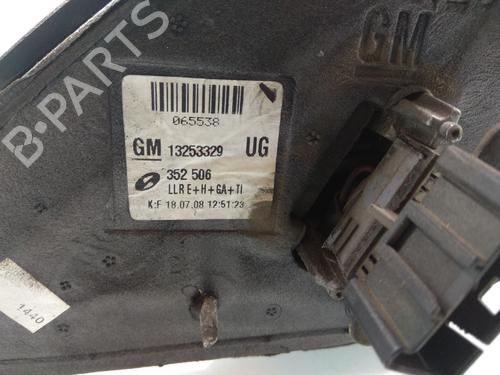 B-PARTS
GM
065538
GM 13253329 UG
352 506
LLR E+H+GA+TI
K:F 18.07.08 12:51:23
1440